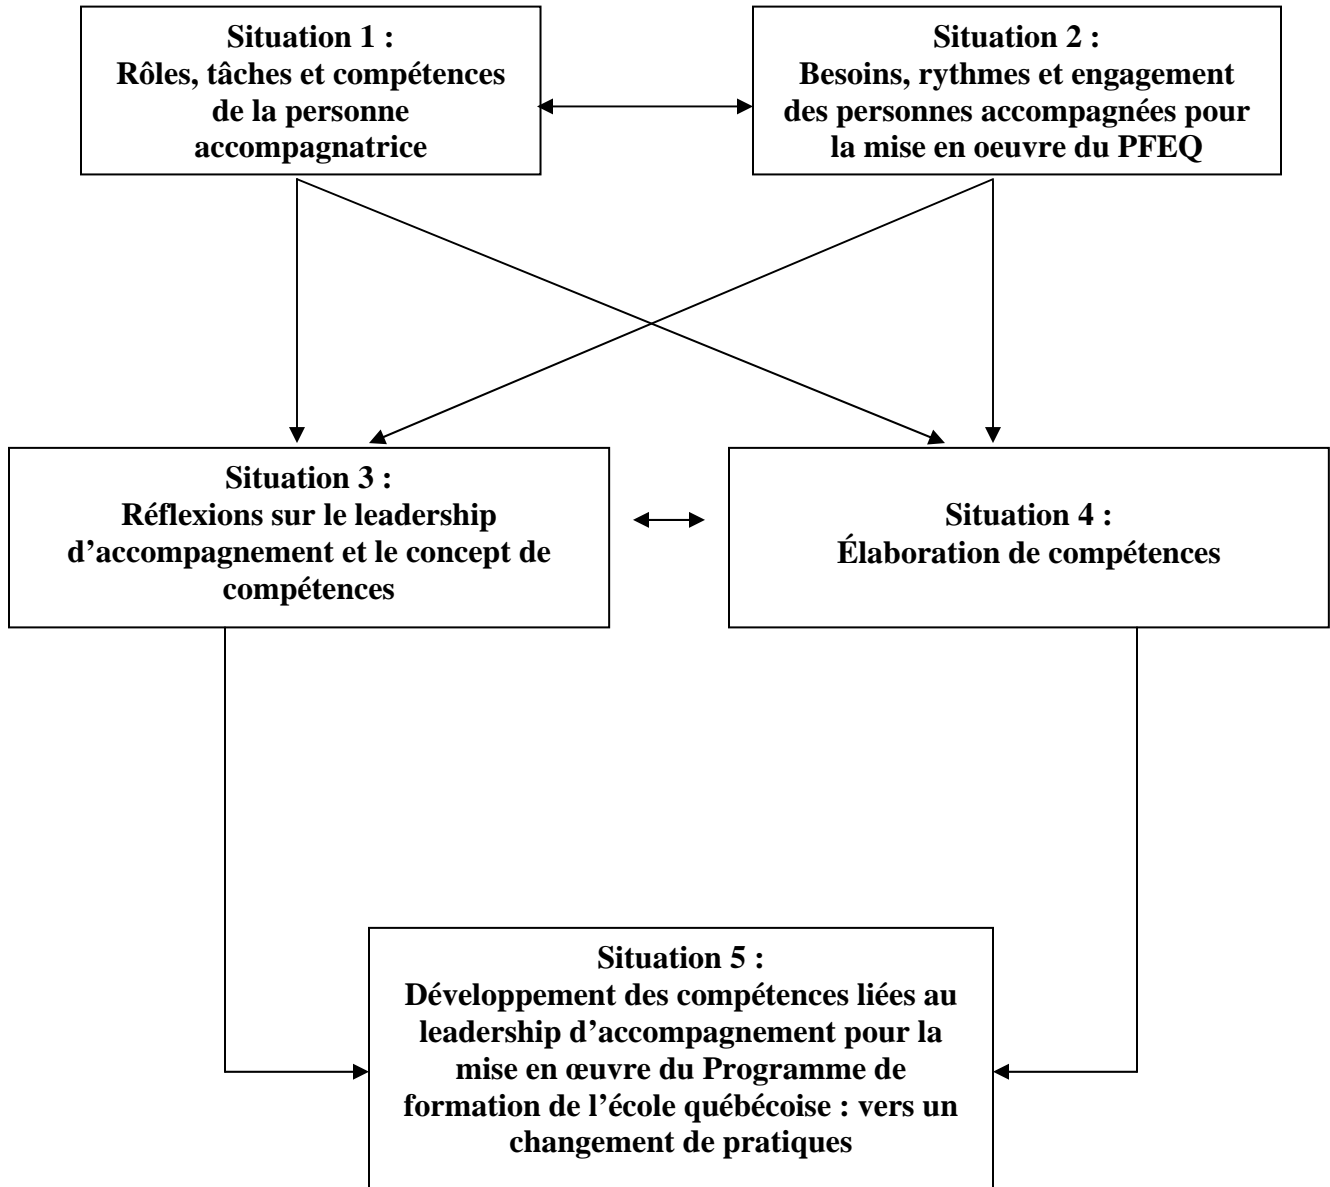 Situation 1 :
Rôles, tâches et compétences
de la personne
accompagnatrice
Situation 2 :
Besoins, rythmes et engagement
des personnes accompagnées pour
la mise en oeuvre du PFEQ
Situation 3 :
Réflexions sur le leadership
d’accompagnement et le concept de
compétences
Situation 4 :
Élaboration de compétences
Situation 5 :
Développement des compétences liées au
leadership d’accompagnement pour la
mise en œuvre du Programme de
formation de l’école québécoise : vers un
changement de pratiques